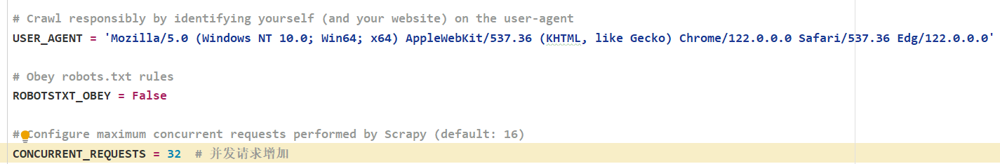 # Crawl responsibly by identifying yourself (and your website) on the user-agent
USER_AGENT = 'Mozilla/5.0 (Windows NT 10.0; Win64; x64) AppleWebKit/537.36 (KHTML, like Gecko) Chrome/122.0.0.0 Safari/537.36 Edg/122.0.0.0'
# Obey robots.txt rules
ROBOTSTXT_OBEY = False
# Configure maximum concurrent requests performed by Scrapy (default: 16)
CONCURRENT_REQUESTS = 32  # 并发请求增加